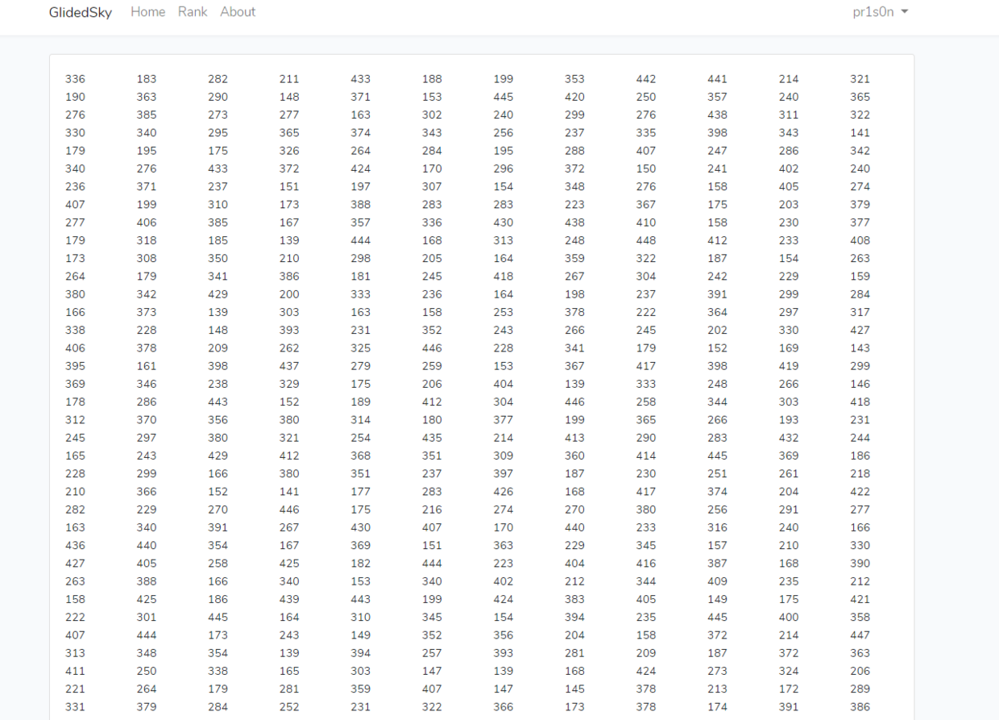 GlidedSky Home Rank About pr1s0n
336 183 282 211 433 188 199 353 442 441 214 321
190 363 290 148 371 153 445 420 250 357 240 365
276 385 273 277 163 302 240 299 276 438 311 322
330 340 295 365 374 343 256 237 335 398 343 141
179 195 175 326 264 284 195 288 407 247 286 342
340 276 433 372 424 170 296 372 150 241 402 240
236 371 237 151 197 307 154 348 276 158 405 274
407 199 310 173 388 283 283 223 367 175 203 379
277 406 385 167 357 336 430 438 410 158 230 377
179 318 185 139 444 168 313 248 448 412 233 408
173 308 350 210 298 205 164 359 322 187 154 263
264 179 341 386 181 245 418 267 304 242 229 159
380 342 429 200 333 236 164 198 237 391 299 284
166 373 139 303 163 158 253 378 222 364 297 317
338 228 148 393 231 352 243 266 245 202 330 427
406 378 209 262 325 446 228 341 179 152 169 143
395 161 398 437 279 259 153 367 417 398 419 299
369 346 238 329 175 206 404 139 333 248 266 146
178 286 443 152 189 412 304 446 258 344 303 418
312 370 356 380 314 180 377 199 365 266 193 231
245 297 380 321 254 435 214 413 290 283 432 244
165 243 429 412 368 351 309 360 414 445 369 186
228 299 166 380 351 237 397 187 230 251 261 218
210 366 152 141 177 283 426 168 417 374 204 422
282 229 270 446 175 216 274 270 380 256 291 277
163 340 391 267 430 407 170 440 233 316 240 166
436 440 354 167 369 151 363 229 345 157 210 330
427 405 258 425 182 444 223 404 416 387 168 390
263 388 166 340 153 340 402 212 344 409 235 212
158 425 186 439 443 199 424 383 405 149 175 421
222 301 445 164 310 345 154 394 235 445 400 358
407 444 173 243 149 352 356 204 158 372 214 447
313 348 354 139 394 257 393 281 209 187 372 363
411 250 338 165 303 147 139 168 424 273 324 206
221 264 179 281 359 407 147 145 378 213 172 289
331 379 284 252 231 322 366 173 378 174 391 386